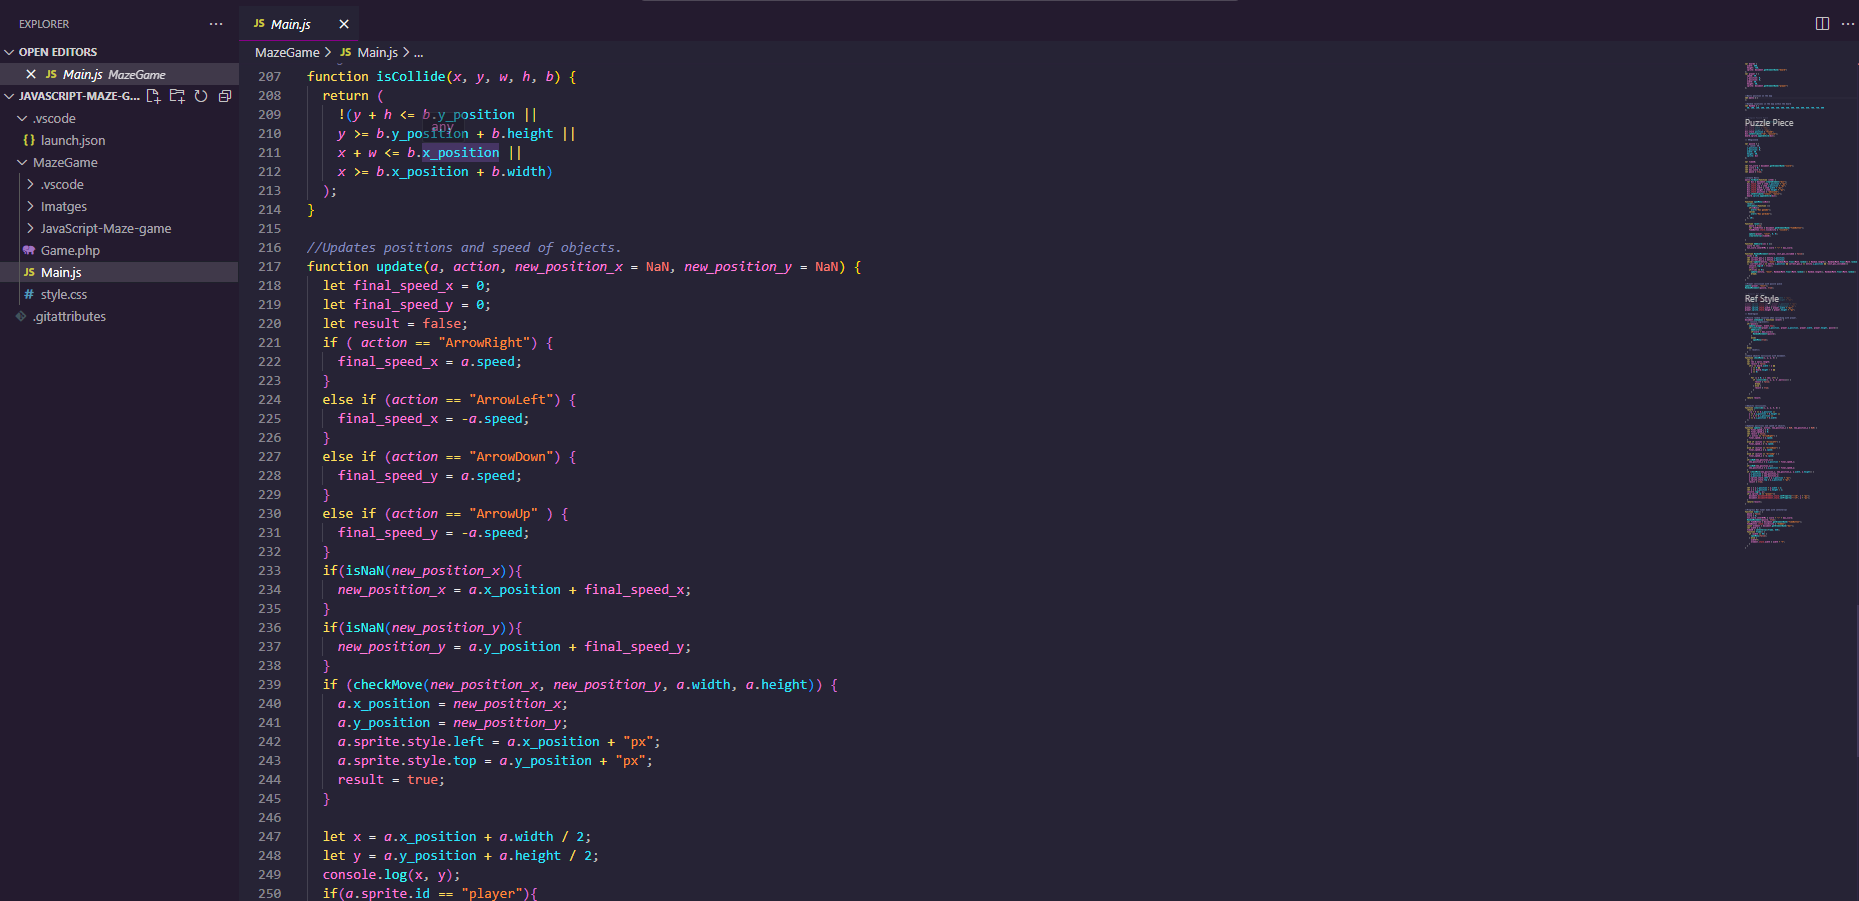 EXPLORER
OPEN EDITORS
JS Main.js MazeGame
JAVASCRIPT-MAZE-G...
.vscode
{} launch.json
MazeGame
.vscode
Imatges
JavaScript-Maze-game
Game.php
JS Main.js
# style.css
.gitattributes
JS Main.js
MazeGame > JS Main.js > ...
207 function isCollide(x, y, w, h, b) {
208 return (
209 !(y + h <= b.y_position ||
any
210 y >= b.y_position + b.height ||
211 x + w <= b.x_position ||
212 x >= b.x_position + b.width)
213 );
214 }
215
216 //Updates positions and speed of objects.
217 function update(a, action, new_position_x = NaN, new_position_y = NaN) {
218 let final_speed_x = 0;
219 let final_speed_y = 0;
220 let result = false;
221 if ( action == "ArrowRight") {
222 final_speed_x = a.speed;
223 }
224 else if (action == "ArrowLeft") {
225 final_speed_x = -a.speed;
226 }
227 else if (action == "ArrowDown") {
228 final_speed_y = a.speed;
229 }
230 else if (action == "ArrowUp" ) {
231 final_speed_y = -a.speed;
232 }
233 if(isNaN(new_position_x)){
234 new_position_x = a.x_position + final_speed_x;
235 }
236 if(isNaN(new_position_y)){
237 new_position_y = a.y_position + final_speed_y;
238 }
239 if (checkMove(new_position_x, new_position_y, a.width, a.height)) {
240 a.x_position = new_position_x;
241 a.y_position = new_position_y;
242 a.sprite.style.left = a.x_position + "px";
243 a.sprite.style.top = a.y_position + "px";
244 result = true;
245 }
246
247 let x = a.x_position + a.width / 2;
248 let y = a.y_position + a.height / 2;
249 console.log(x, y);
250 if(a.sprite.id == "player"){
Puzzle Piece
Ref Style